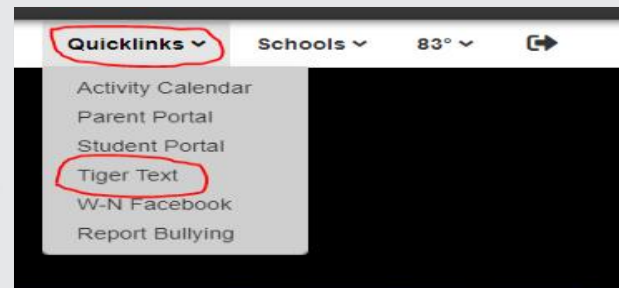 Quicklinks Schools 83°
Activity Calendar
Parent Portal
Student Portal
Tiger Text
W-N Facebook
Report Bullying